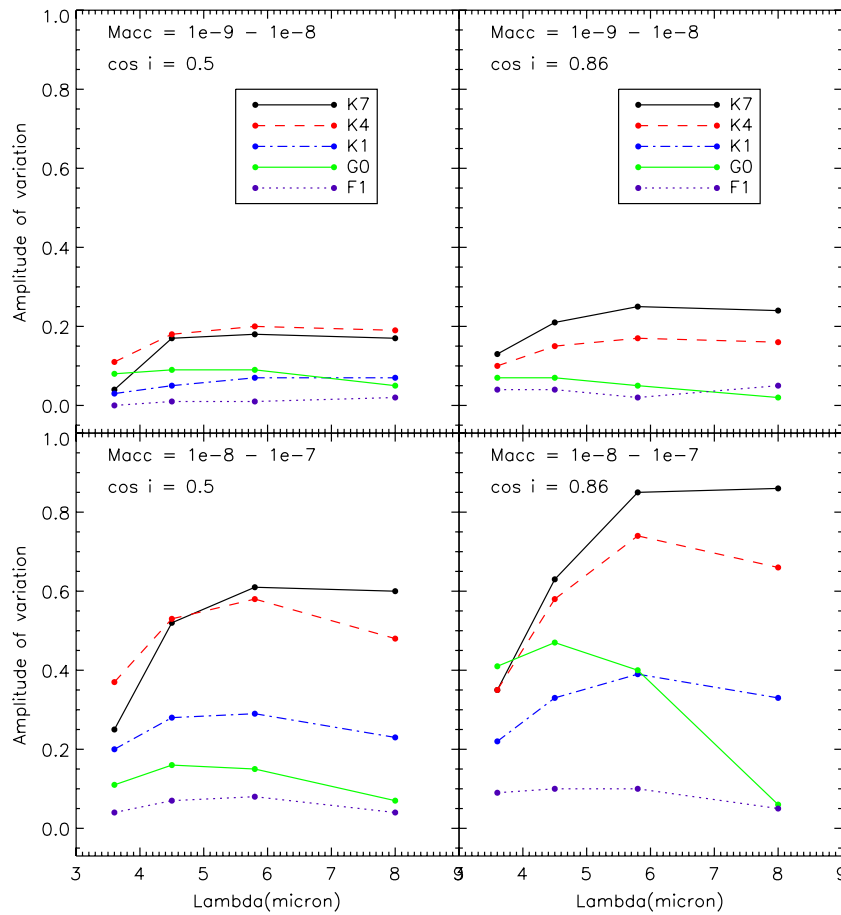 1.0
0.8
0.6
0.4
0.2
0.0
Amplitude of variation
Macc = 1e-9 - 1e-8
cos i = 0.5
K7
K4
K1
G0
F1
Macc = 1e-9 - 1e-8
cos i = 0.86
K7
K4
K1
G0
F1
1.0
0.8
0.6
0.4
0.2
0.0
Amplitude of variation
Macc = 1e-8 - 1e-7
cos i = 0.5
Macc = 1e-8 - 1e-7
cos i = 0.86
3 4 5 6 7 8
4 5 6 7 8 9
Lambda(micron)
Lambda(micron)